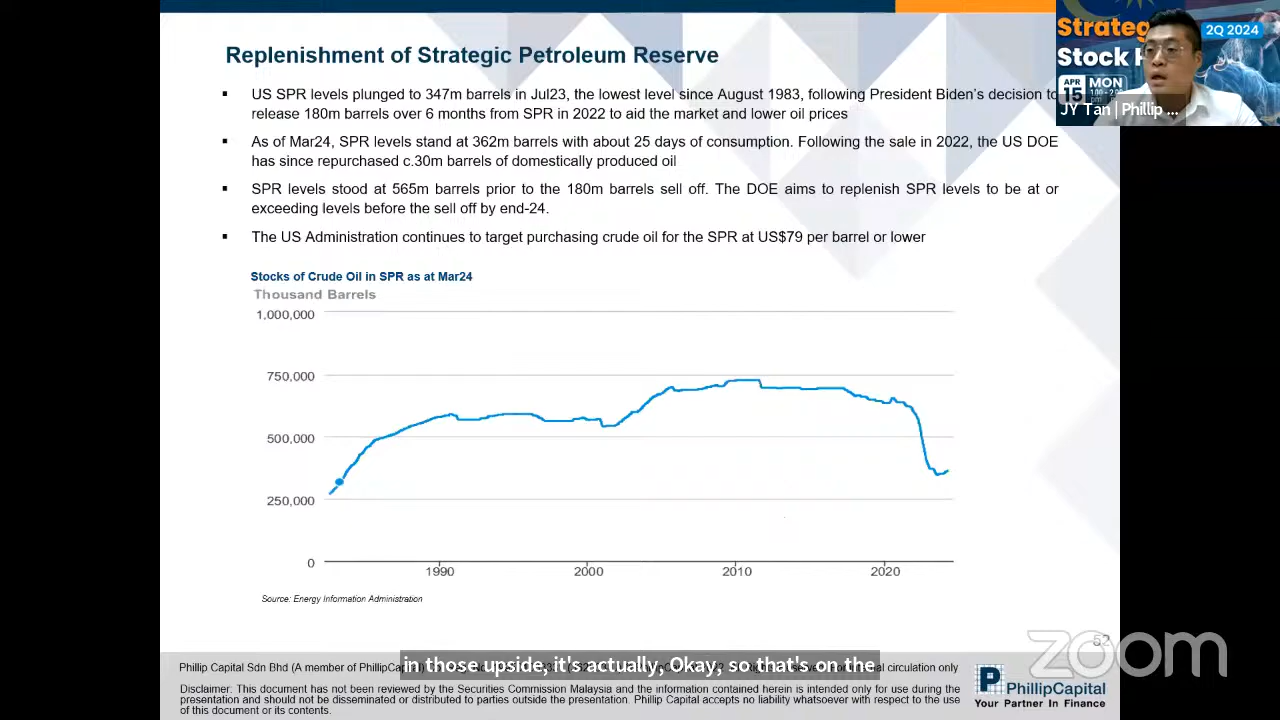 Replenishment of Strategic Petroleum Reserve
Strateg
2Q 2024
Stock
APR
15
MON
JY Tan | Phillip ...
▪ US SPR levels plunged to 347m barrels in Jul23, the lowest level since August 1983, following President Biden's decision to
release 180m barrels over 6 months from SPR in 2022 to aid the market and lower oil prices
▪ As of Mar24, SPR levels stand at 362m barrels with about 25 days of consumption. Following the sale in 2022, the US DOE
has since repurchased c.30m barrels of domestically produced oil
▪ SPR levels stood at 565m barrels prior to the 180m barrels sell off. The DOE aims to replenish SPR levels to be at or
exceeding levels before the sell off by end-24.
▪ The US Administration continues to target purchasing crude oil for the SPR at US$79 per barrel or lower
Stocks of Crude Oil in SPR as at Mar24
Thousand Barrels
1,000,000
750,000
500,000
250,000
0
1990 2000 2010 2020
Source: Energy Information Administration
52
zoom
in those upside, it's actually, Okay, so that's on the
Phillip Capital Sdn Bhd (A member of PhillipCapital) circulation only
Disclaimer: This document has not been reviewed by the Securities Commission Malaysia and the information contained herein is intended only for use during the
presentation and should not be disseminated or distributed to parties outside the presentation. Phillip Capital accepts no liability whatsoever with respect to the use
of this document or its contents.
PhillipCapital
Your Partner In Finance